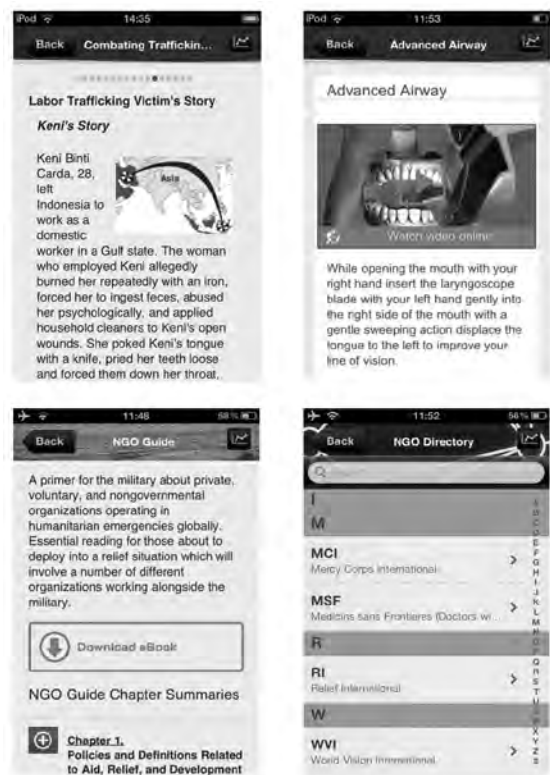 iPod 14:35
Back Combating Traffickin...
Labor Trafficking Victim's Story
Keni's Story
Keni Binti
Carda, 28,
left
Indonesia to
work as a
domestic
worker in a Gulf state. The woman
who employed Keni allegedly
burned her repeatedly with an iron,
forced her to ingest feces, abused
her psychologically, and applied
household cleaners to Keni's open
wounds. She poked Keni's tongue
with a knife, pried her teeth loose
and forced them down her throat,
Asia
iPod 11:53
Back Advanced Airway
Advanced Airway
Watch video online
While opening the mouth with your
right hand insert the laryngoscope
blade with your left hand gently into
the right side of the mouth with a
gentle sweeping action displace the
tongue to the left to improve your
line of vision.
11:48 58%
Back NGO Guide
A primer for the military about private,
voluntary, and nongovernmental
organizations operating in
humanitarian emergencies globally.
Essential reading for those about to
deploy into a relief situation which will
involve a number of different
organizations working alongside the
military.
Download eBook
NGO Guide Chapter Summaries
Chapter 1.
Policies and Definitions Related
to Aid, Relief, and Development
11:52 56%
Back NGO Directory
I
M
MCI
Mercy Corps International
MSF
Medicins Sans Frontieres (Doctors wi...
R
RI
Relief International
W
WVI
World Vision International